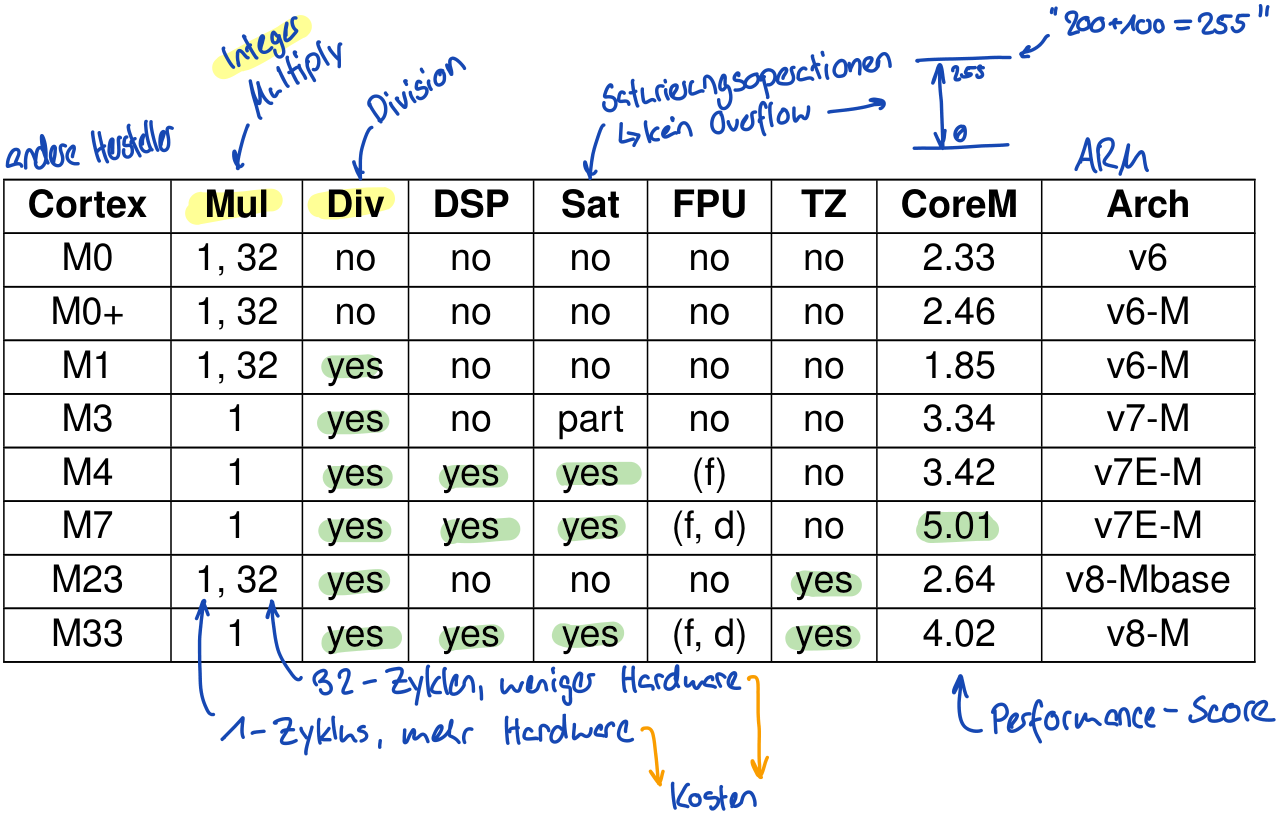 "200+100 = 255"
Integer
Multiply
Division
Saturierungsoperationen
↳ kein Overflow →
255
0
andere Hersteller
ARM
Cortex Mul Div DSP Sat FPU TZ CoreM Arch
M0 1, 32 no no no no no 2.33 v6
M0+ 1, 32 no no no no no 2.46 v6-M
M1 1, 32 yes no no no no 1.85 v6-M
M3 1 yes no part no no 3.34 v7-M
M4 1 yes yes yes (f) no 3.42 v7E-M
M7 1 yes yes yes (f, d) no 5.01 v7E-M
M23 1, 32 yes no no no yes 2.64 v8-Mbase
M33 1 yes yes yes (f, d) yes 4.02 v8-M
32-Zyklen, weniger Hardware
1-Zyklus, mehr Hardware
Performance-Score
Kosten